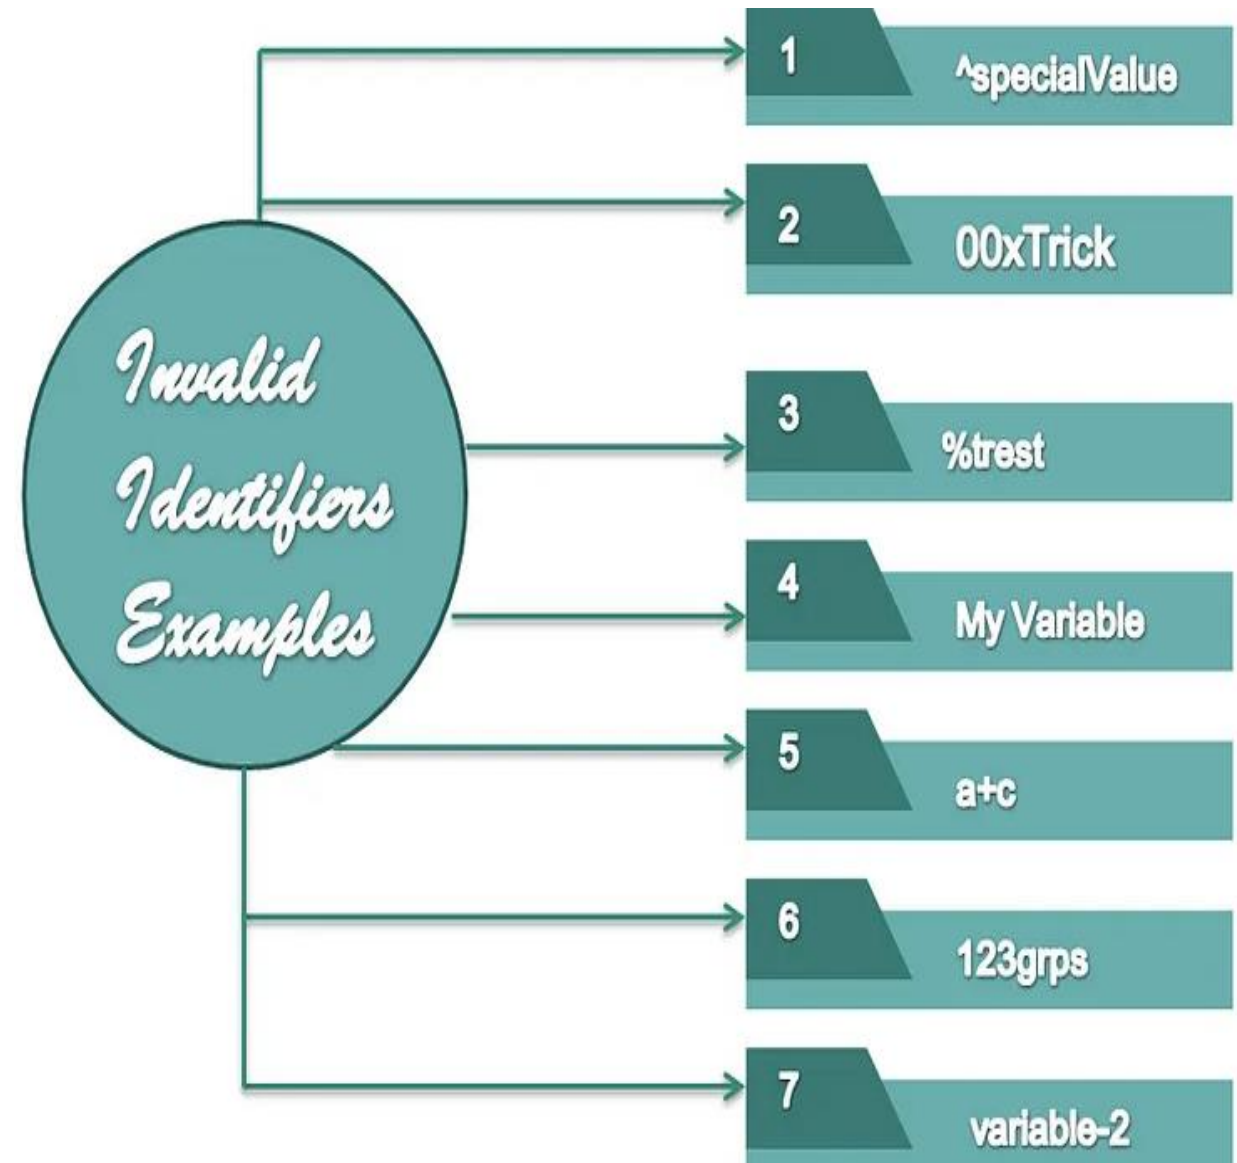 Invalid
Identifiers
Examples
1
^specialValue
2
00xTrick
3
%trest
4
My Variable
5
a+c
6
123grps
7
variable-2